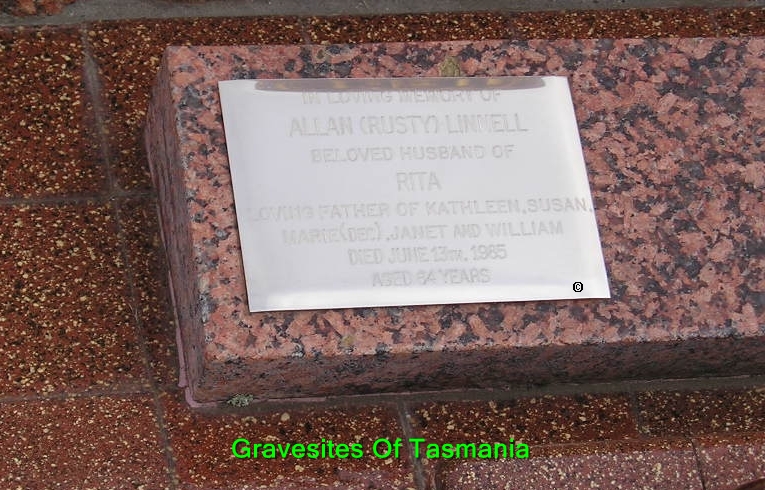 IN LOVING MEMORY OF
ALLAN (RUSTY) LINNELL
BELOVED HUSBAND OF
RITA
LOVING FATHER OF KATHLEEN, SUSAN,
MARIE (DEC), JANET AND WILLIAM
DIED JUNE 13TH, 1985
AGED 64 YEARS
©
Gravesites Of Tasmania